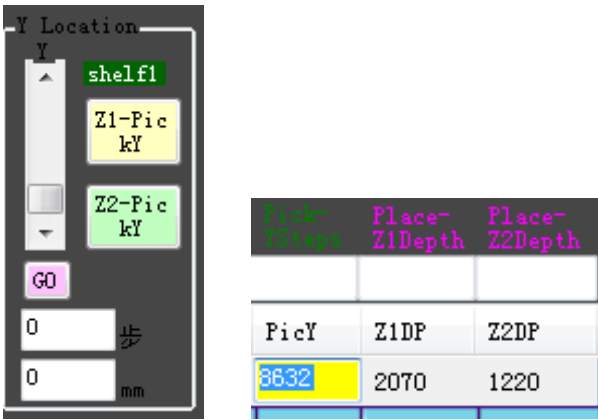 Y Location
Y
shelf1
Z1-Pic
kY
Z2-Pic
kY
GO
0
步
0
mm
Pick-
YSteps
Place-
Z1Depth
Place-
Z2Depth
PicY
Z1DP
Z2DP
8632
2070
1220